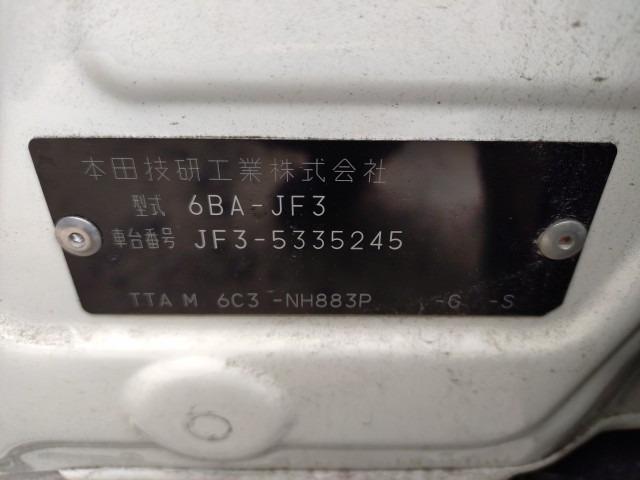 本田技研工業株式会社
型式 6BA-JF3
車台番号 JF3-5335245
TTA M 6C3 -NH883P -G -S